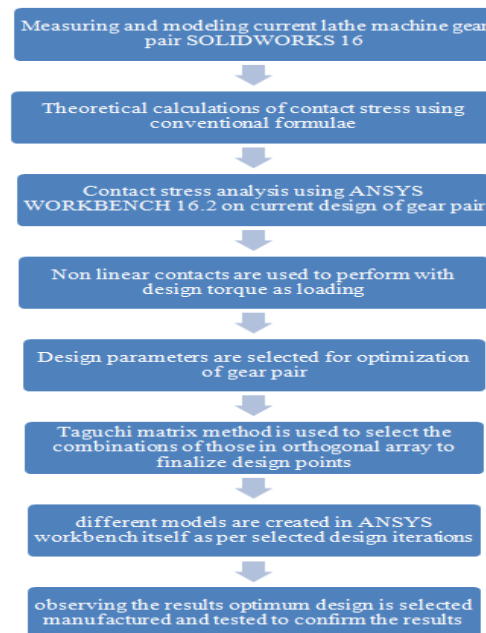 Measuring and modeling current lathe machine gear
pair SOLIDWORKS 16
Theoretical calculations of contact stress using
conventional formulae
Contact stress analysis using ANSYS
WORKBENCH 16.2 on current design of gear pair
Non linear contacts are used to perform with
design torque as loading
Design parameters are selected for optimization
of gear pair
Taguchi matrix method is used to select the
combinations of those in orthogonal array to
finalize design points
different models are created in ANSYS
workbench itself as per selected design iterations
observing the results optimum design is selected
manufactured and tested to confirm the results